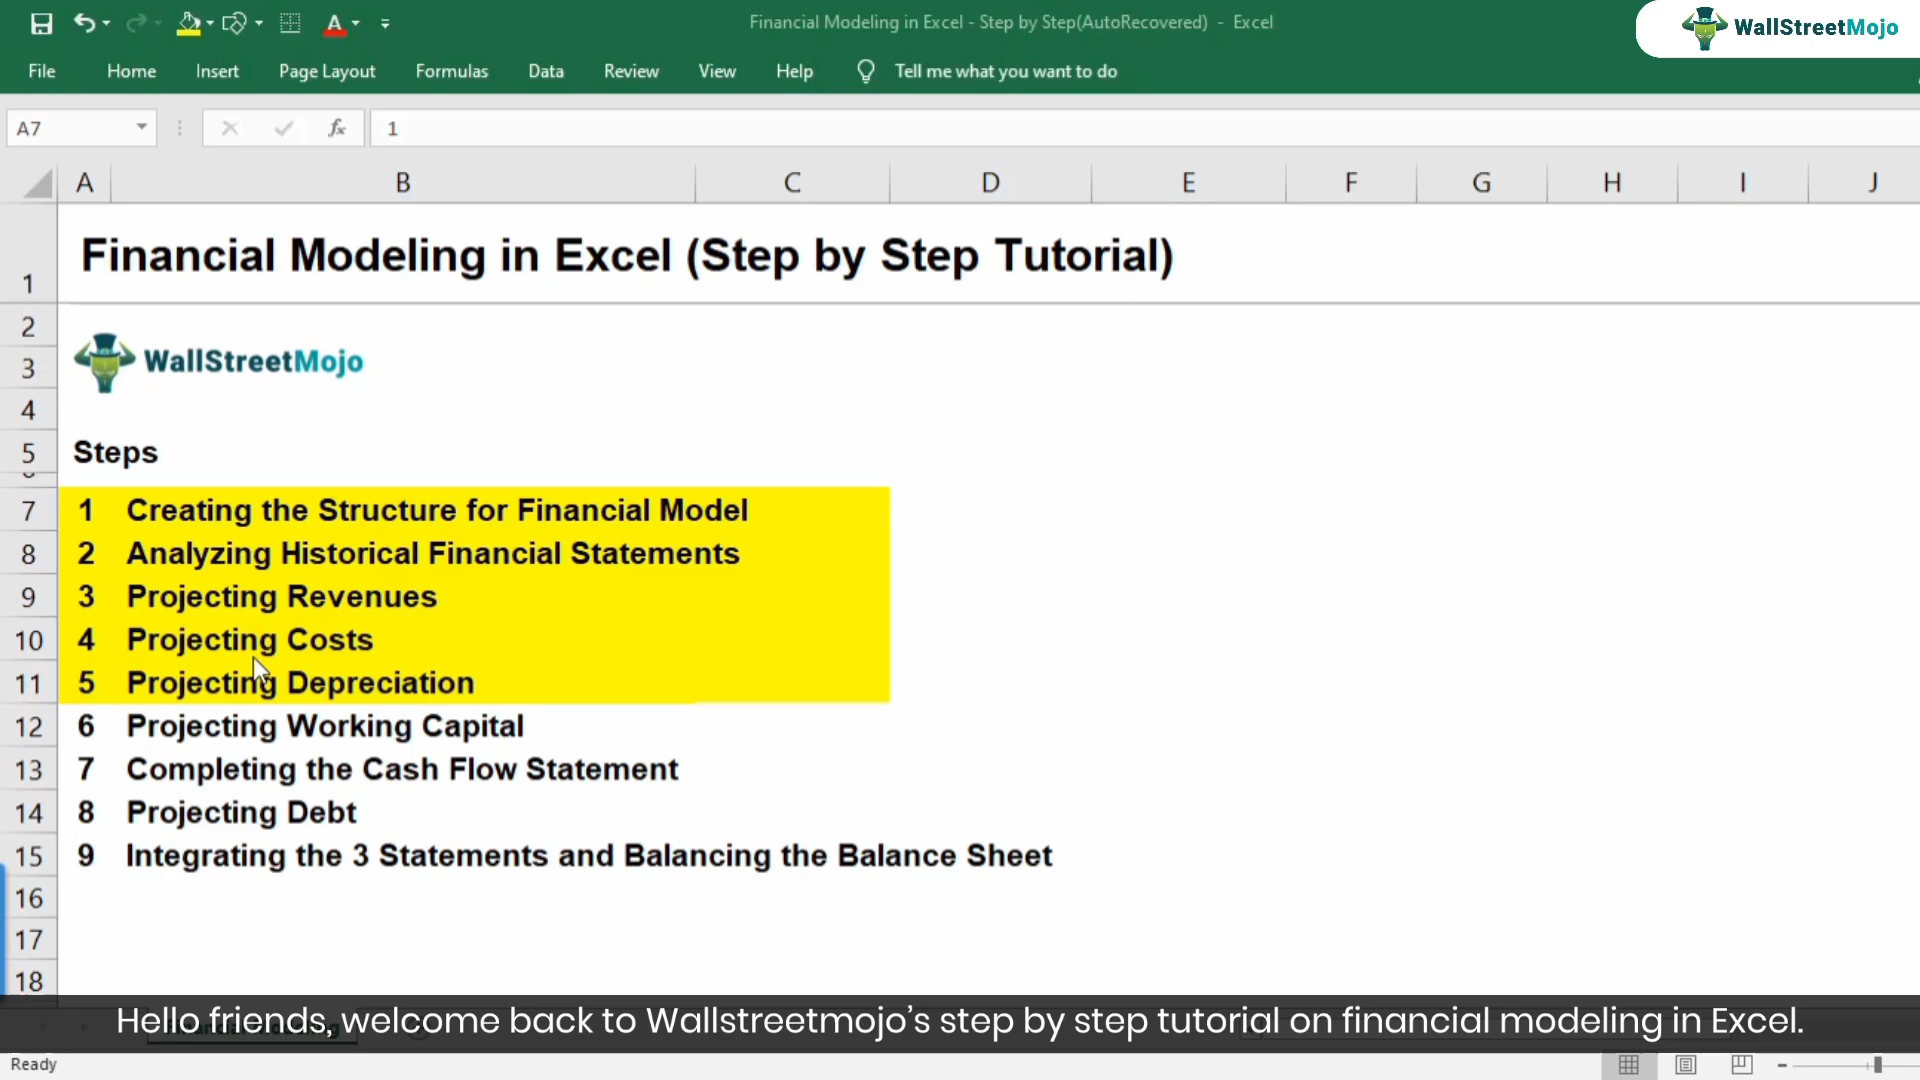 Financial Modeling in Excel - Step by Step(AutoRecovered) - Excel
WallStreetMojo
File Home Insert Page Layout Formulas Data Review View Help Tell me what you want to do
A7 fx 1
A B C D E F G H I J
1 Financial Modeling in Excel (Step by Step Tutorial)
2
3 WallStreetMojo
4
5 Steps
7 1 Creating the Structure for Financial Model
8 2 Analyzing Historical Financial Statements
9 3 Projecting Revenues
10 4 Projecting Costs
11 5 Projecting Depreciation
12 6 Projecting Working Capital
13 7 Completing the Cash Flow Statement
14 8 Projecting Debt
15 9 Integrating the 3 Statements and Balancing the Balance Sheet
16
17
18
Hello friends, welcome back to Wallstreetmojo's step by step tutorial on financial modeling in Excel.
Ready